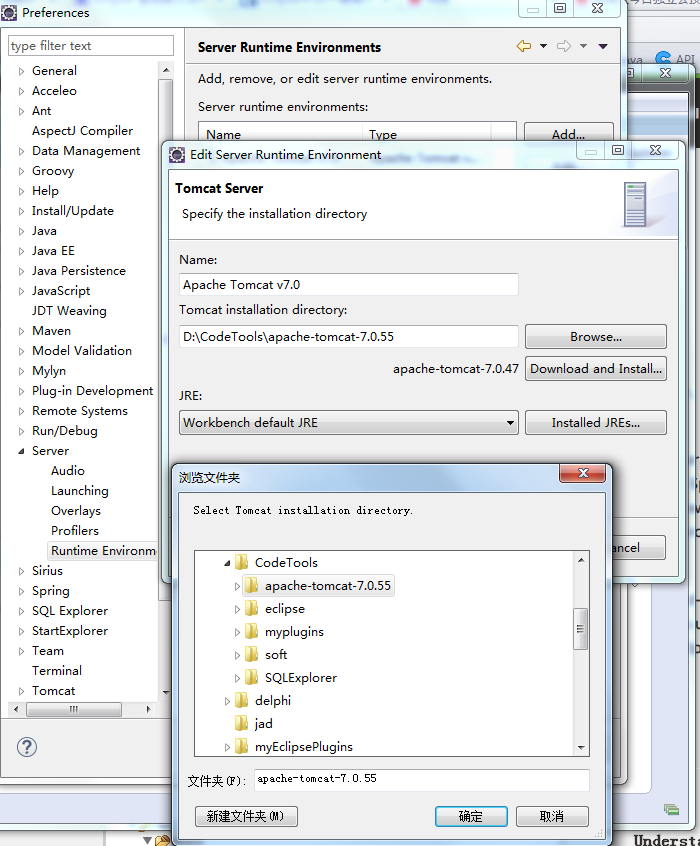 Preferences
type filter text
General
Acceleo
Ant
AspectJ Compiler
Data Management
Groovy
Help
Install/Update
Java
Java EE
Java Persistence
JavaScript
JDT Weaving
Maven
Model Validation
Mylyn
Plug-in Development
Remote Systems
Run/Debug
Server
Audio
Launching
Overlays
Profilers
Runtime Environm
Sirius
Spring
SQL Explorer
StartExplorer
Team
Terminal
Tomcat
Server Runtime Environments
Add, remove, or edit server runtime environments.
Server runtime environments:
Name Type
Add...
API
Edit Server Runtime Environment
Tomcat Server
Specify the installation directory
Name:
Apache Tomcat v7.0
Tomcat installation directory:
D:\CodeTools\apache-tomcat-7.0.55
Browse...
apache-tomcat-7.0.47
Download and Install...
JRE:
Workbench default JRE
Installed JREs...
ancel
浏览文件夹
Select Tomcat installation directory.
CodeTools
apache-tomcat-7.0.55
eclipse
myplugins
soft
SQLExplorer
delphi
jad
myEclipsePlugins
文件夹(F):
apache-tomcat-7.0.55
新建文件夹(M)
确定
取消
Understa